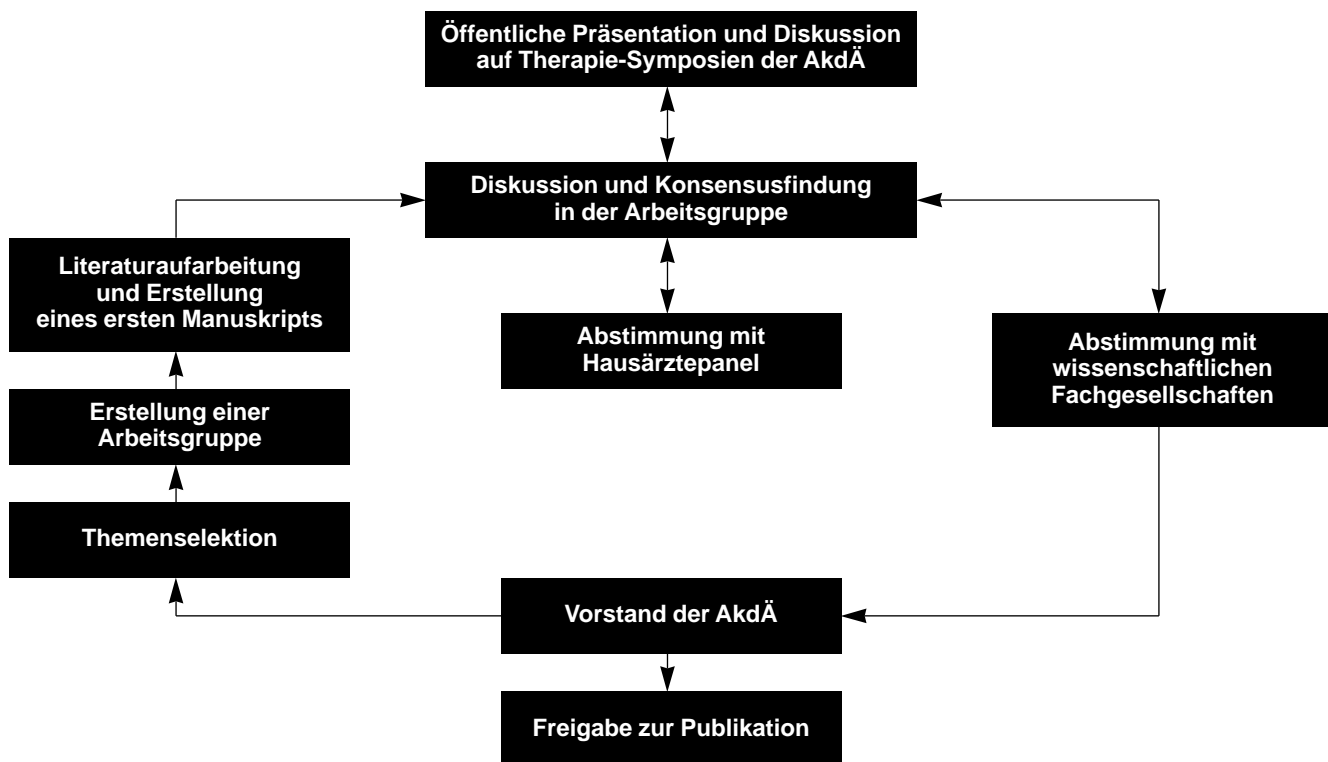 Öffentliche Präsentation und Diskussion
auf Therapie-Symposien der AkdÄ
Diskussion und Konsensusfindung
in der Arbeitsgruppe
Literaturaufarbeitung
und Erstellung
eines ersten Manuskripts
Abstimmung mit
Hausärztepanel
Abstimmung mit
wissenschaftlichen
Fachgesellschaften
Erstellung einer
Arbeitsgruppe
Themenselektion
Vorstand der AkdÄ
Freigabe zur Publikation